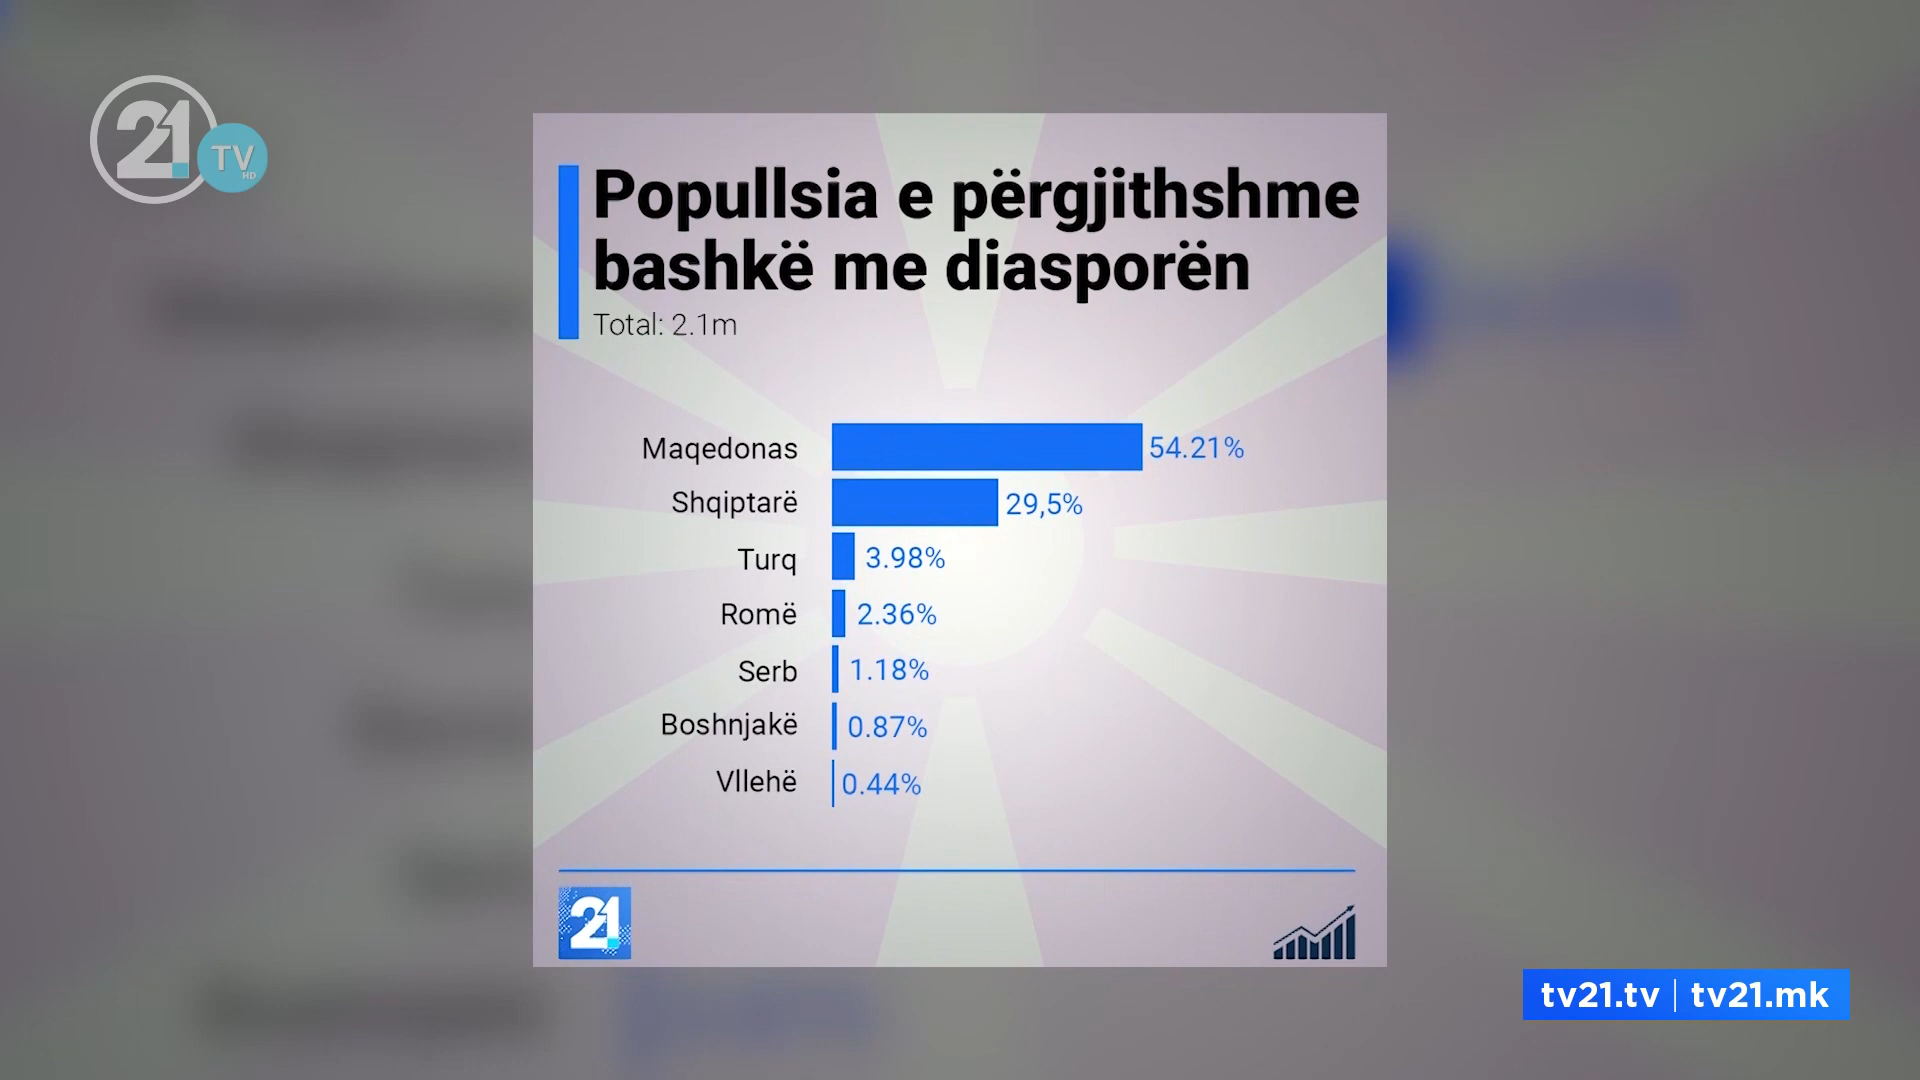 21
TV
HD
Popullsia e përgjithshme
bashkë me diasporën
Total: 2.1m
Maqedonas 54.21%
Shqiptarë 29,5%
Turq 3.98%
Romë 2.36%
Serb 1.18%
Boshnjakë 0.87%
Vllehë 0.44%
21
tv21.tv | tv21.mk